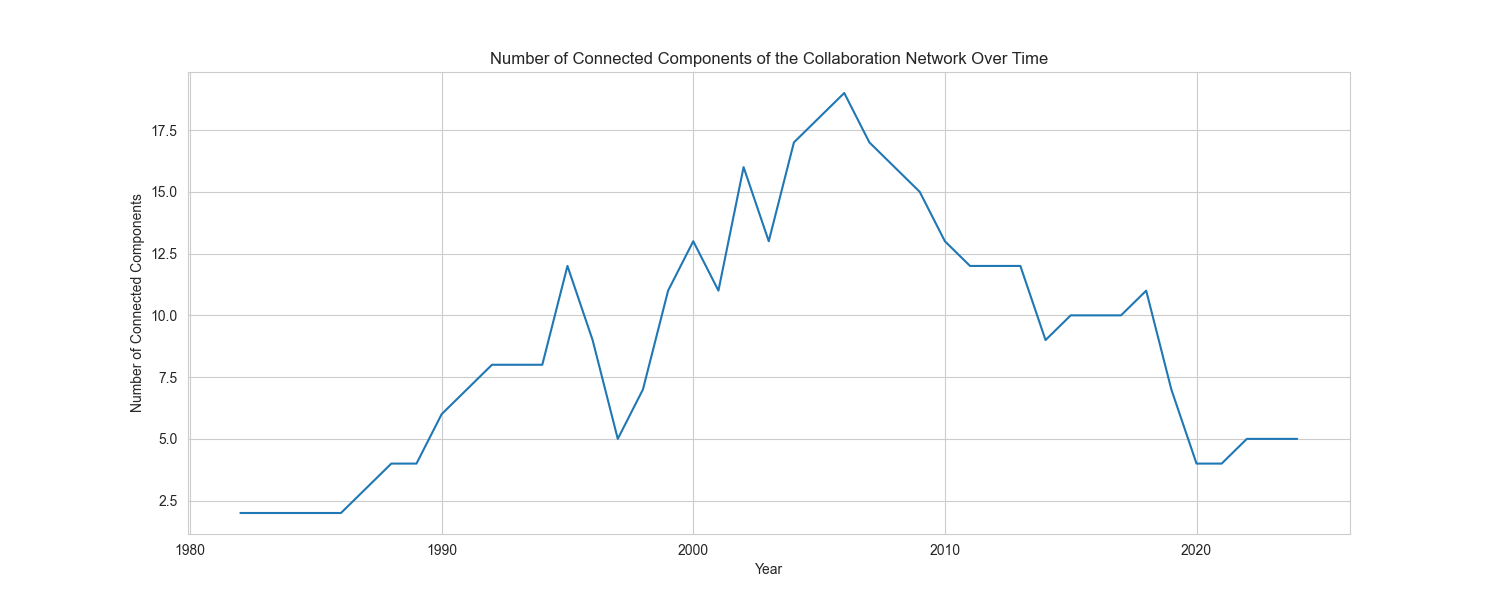 Number of Connected Components of the Collaboration Network Over Time
Number of Connected Components
17.5
15.0
12.5
10.0
7.5
5.0
2.5
1980 1990 2000 2010 2020
Year